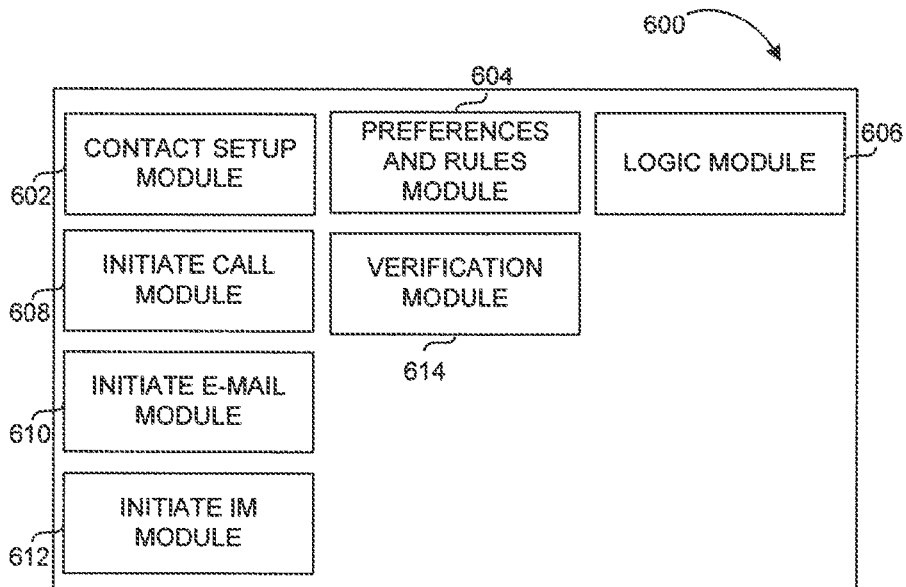 600
604
CONTACT SETUP
MODULE
602
PREFERENCES
AND RULES
MODULE
LOGIC MODULE
606
INITIATE CALL
MODULE
608
VERIFICATION
MODULE
614
INITIATE E-MAIL
MODULE
610
INITIATE IM
MODULE
612